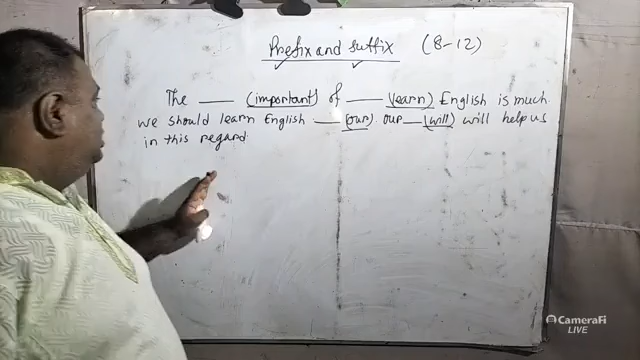 Prefix and suffix (8-12)
The ___ (important) of ___ (learn) English is much.
we should learn English ___ (our). our ___ (will) will help us
in this regard.
CameraFi
LIVE